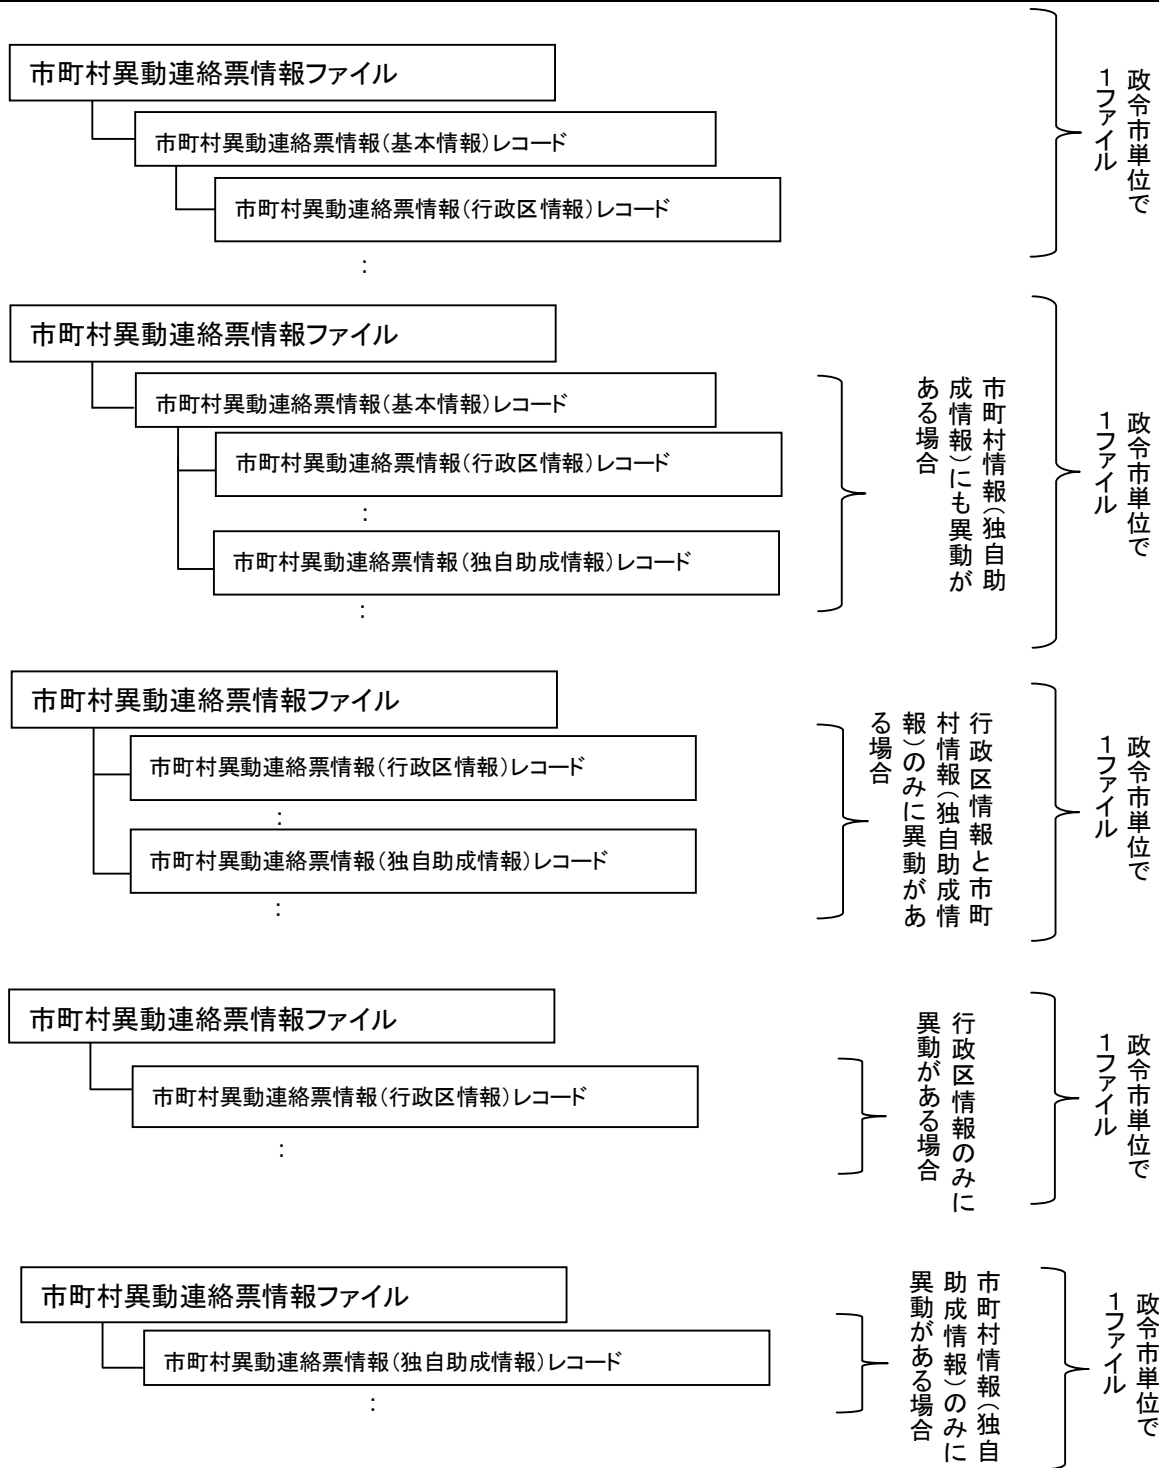 市町村異動連絡票情報ファイル
市町村異動連絡票情報（基本情報）レコード
市町村異動連絡票情報（行政区情報）レコード
：
政令市単位で
１ファイル
市町村異動連絡票情報ファイル
市町村異動連絡票情報（基本情報）レコード
市町村異動連絡票情報（行政区情報）レコード
：
市町村異動連絡票情報（独自助成情報）レコード
：
市町村情報（独自助
成情報）にも異動が
ある場合
政令市単位で
１ファイル
市町村異動連絡票情報ファイル
市町村異動連絡票情報（行政区情報）レコード
：
市町村異動連絡票情報（独自助成情報）レコード
：
行政区情報と市町
村情報（独自助成情
報）のみに異動があ
る場合
政令市単位で
１ファイル
市町村異動連絡票情報ファイル
市町村異動連絡票情報（行政区情報）レコード
：
行政区情報のみに
異動がある場合
政令市単位で
１ファイル
市町村異動連絡票情報ファイル
市町村異動連絡票情報（独自助成情報）レコード
：
市町村情報（独自
助成情報）のみに
異動がある場合
政令市単位で
１ファイル